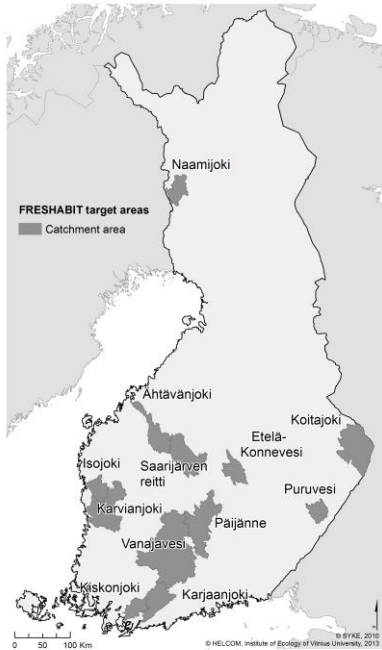 Naamijoki
FRESHABIT target areas
Catchment area
Ahtävänjoki
Koitajoki
Etelä-
Konnevesi
Isojoki
Saarijärven
reitti
Puruvesi
Karvianjoki
Päijänne
Vanajavesi
Kiskonjoki
Karjaanjoki
0 50 100 Km
© SYKE, 2010
© HELCOM, Institute of Ecology of Vilnius University, 2013